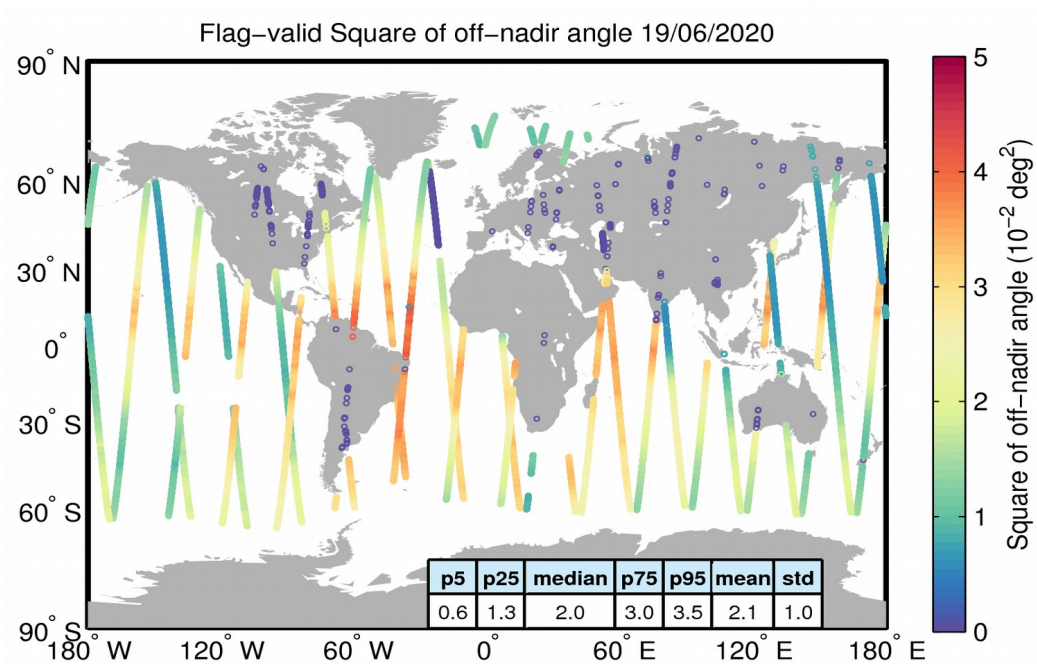 Flag−valid Square of off−nadir angle 19/06/2020
90° N
60° N
30° N
0°
30° S
60° S
90° S
180° W
120° W
60° W
0°
60° E
120° E
180° E
p5 p25 median p75 p95 mean std
0.6 1.3 2.0 3.0 3.5 2.1 1.0
5
4
3
2
1
0
Square of off−nadir angle (10⁻² deg²)